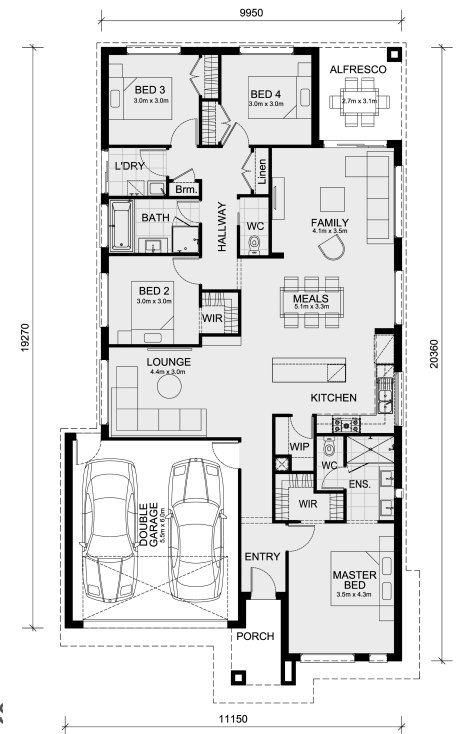 9950
ALFRESCO
2.7m x 3.1m
BED 3
3.0m x 3.0m
BED 4
3.0m x 3.0m
L'DRY
Brm.
Linen
BATH
HALLWAY
WC
FAMILY
4.1m x 3.5m
BED 2
3.0m x 3.0m
WIR
MEALS
5.1m x 3.3m
19270
20360
LOUNGE
4.4m x 3.0m
KITCHEN
WIP
WC
ENS.
WIR
DOUBLE
GARAGE
5.5m x 6.0m
ENTRY
MASTER
BED
3.5m x 4.3m
PORCH
11150